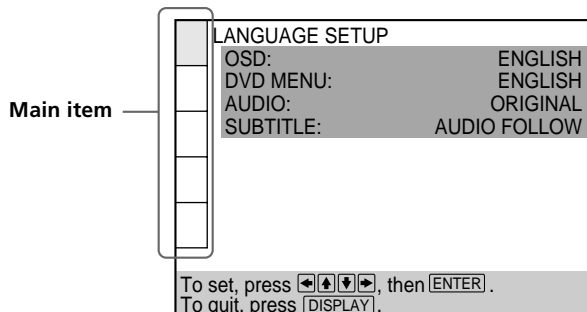 LANGUAGE SETUP
OSD: ENGLISH
DVD MENU: ENGLISH
AUDIO: ORIGINAL
SUBTITLE: AUDIO FOLLOW
Main item
To set, press ←↑↓→, then ENTER.
To quit, press DISPLAY.